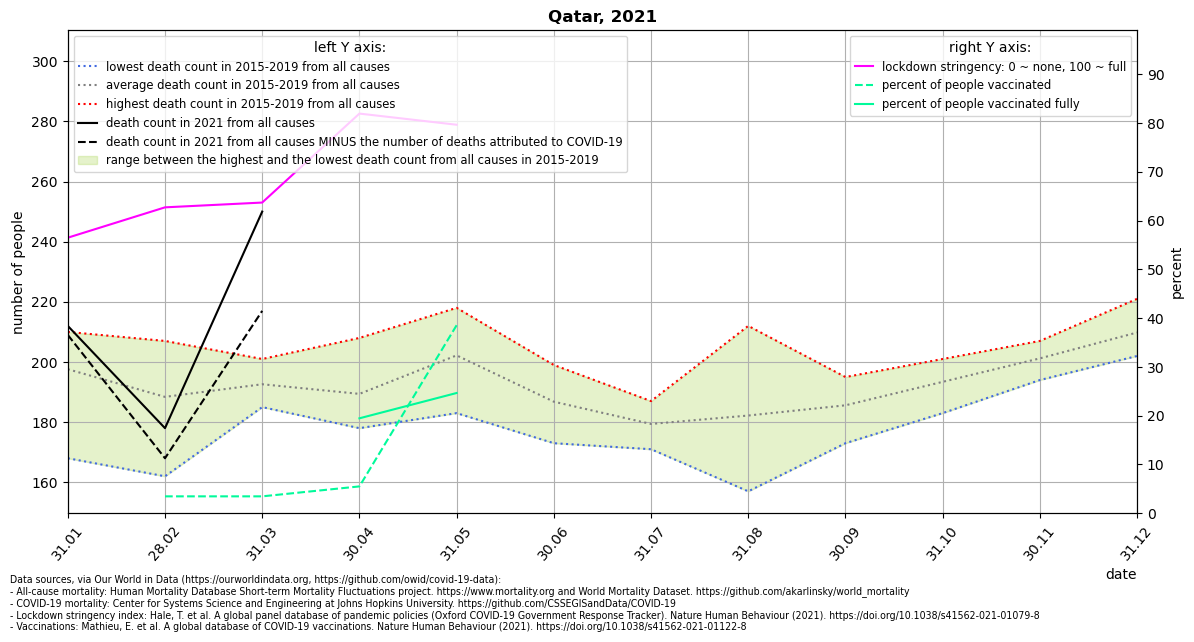 Qatar, 2021
left Y axis:
lowest death count in 2015-2019 from all causes
average death count in 2015-2019 from all causes
highest death count in 2015-2019 from all causes
death count in 2021 from all causes
death count in 2021 from all causes MINUS the number of deaths attributed to COVID-19
range between the highest and the lowest death count from all causes in 2015-2019
right Y axis:
lockdown stringency: 0 ~ none, 100 ~ full
percent of people vaccinated
percent of people vaccinated fully
number of people
300
280
260
240
220
200
180
160
percent
90
80
70
60
50
40
30
20
10
0
31.01
28.02
31.03
30.04
31.05
30.06
31.07
31.08
30.09
31.10
30.11
31.12
date
Data sources, via Our World in Data (https://ourworldindata.org, https://github.com/owid/covid-19-data):
- All-cause mortality: Human Mortality Database Short-term Mortality Fluctuations project. https://www.mortality.org and World Mortality Dataset. https://github.com/akarlinsky/world_mortality
- COVID-19 mortality: Center for Systems Science and Engineering at Johns Hopkins University. https://github.com/CSSEGISandData/COVID-19
- Lockdown stringency index: Hale, T. et al. A global panel database of pandemic policies (Oxford COVID-19 Government Response Tracker). Nature Human Behaviour (2021). https://doi.org/10.1038/s41562-021-01079-8
- Vaccinations: Mathieu, E. et al. A global database of COVID-19 vaccinations. Nature Human Behaviour (2021). https://doi.org/10.1038/s41562-021-01122-8